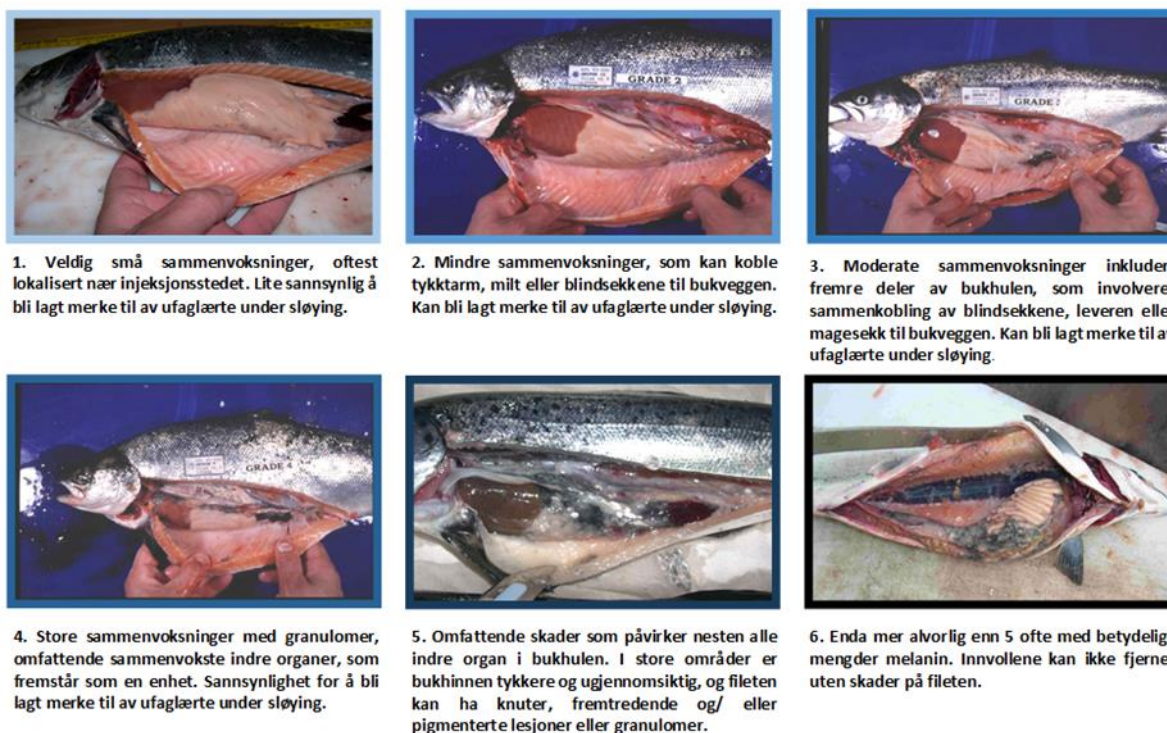 GRADE 2
GRADE
1. Veldig små sammenvoksninger, oftest
lokalisert nær injeksjonsstedet. Lite sannsynlig å
bli lagt merke til av ufaglærte under sløying.
2. Mindre sammenvoksninger, som kan koble
tykktarm, milt eller blindsekkene til bukveggen.
Kan bli lagt merke til av ufaglærte under sløying.
3. Moderate sammenvoksninger inkluder
fremre deler av bukhulen, som involvere
sammenkobling av blindsekkene, leveren elle
magesekk til bukveggen. Kan bli lagt merke til a
ufaglærte under sløying.
GRADE 4
4. Store sammenvoksninger med granulomer,
omfattende sammenvokste indre organer, som
fremstår som en enhet. Sannsynlighet for å bli
lagt merke til av ufaglærte under sløying.
5. Omfattende skader som påvirker nesten alle
indre organ i bukhulen. I store områder er
bukhinnen tykkere og ugjennomsiktig, og fileten
kan ha knuter, fremtredende og/ eller
pigmenterte lesjoner eller granulomer.
6. Enda mer alvorlig enn 5 ofte med betydelig
mengder melanin. Innvollene kan ikke fjerne
uten skader på fileten.